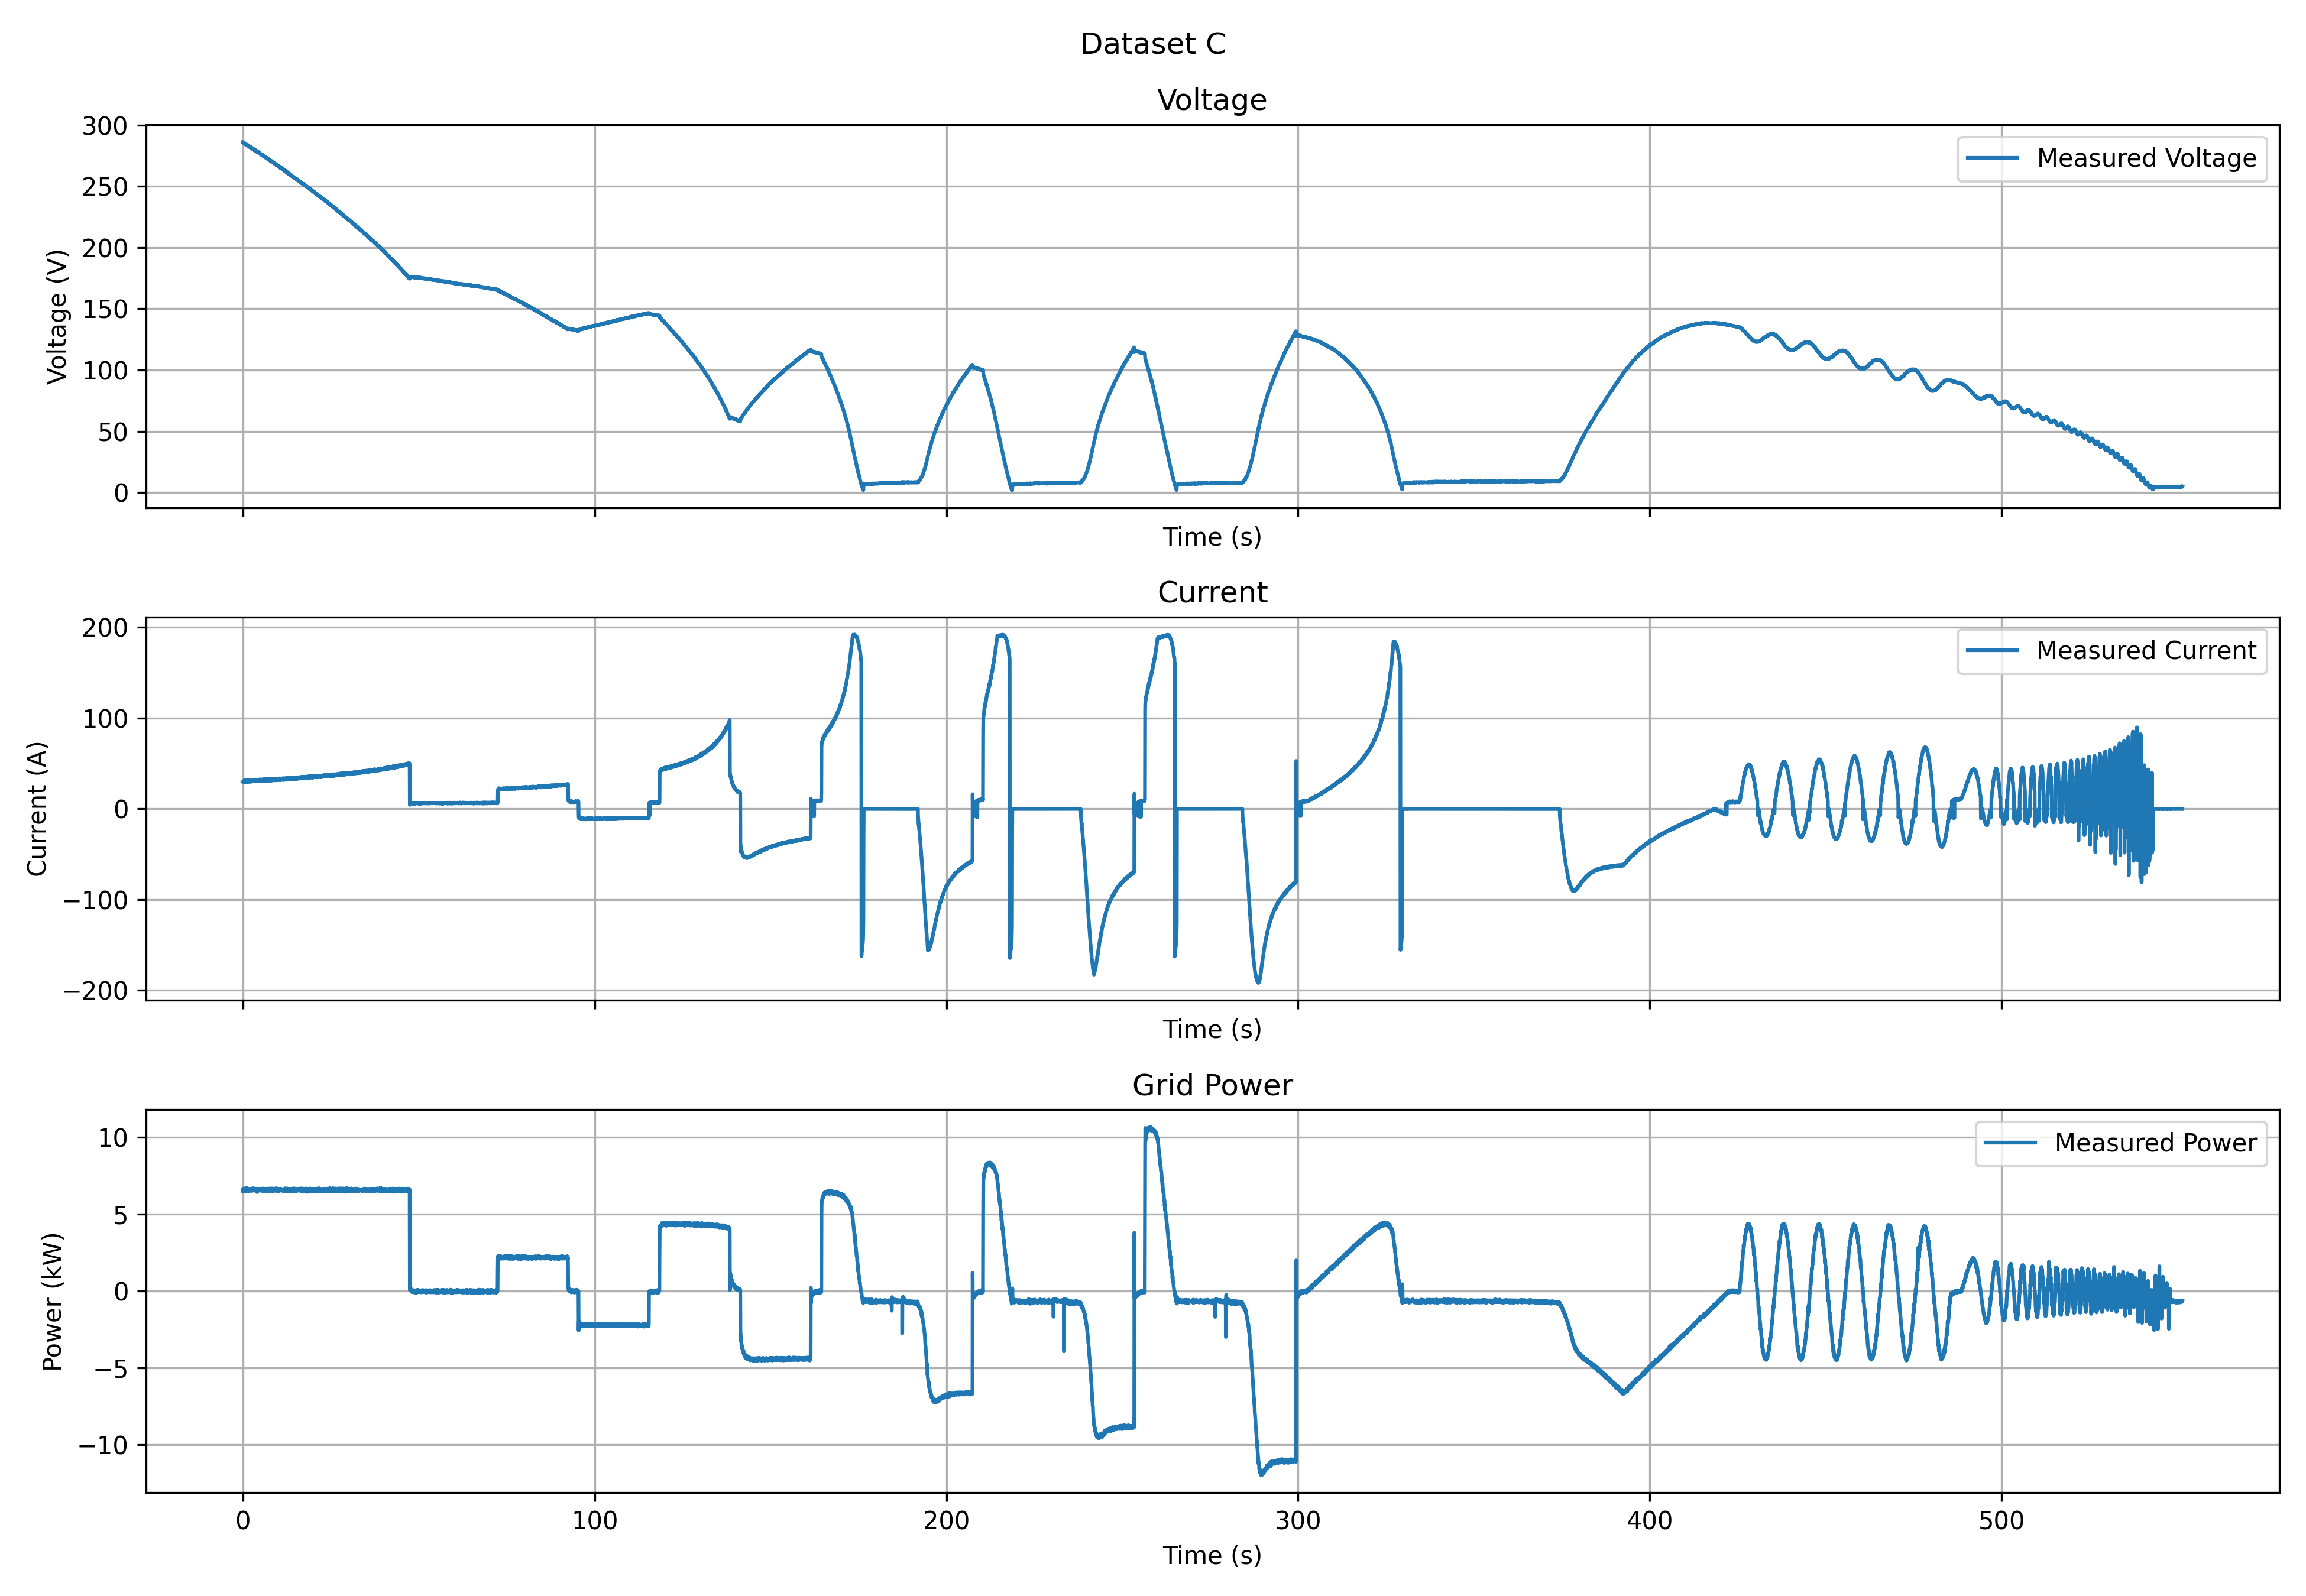 Dataset C
Voltage
300
250
200
150
100
50
0
Voltage (V)
Measured Voltage
Time (s)
Current
200
100
0
−100
−200
Current (A)
Measured Current
Time (s)
Grid Power
10
5
0
−5
−10
Power (kW)
Measured Power
0
100
200
300
400
500
Time (s)